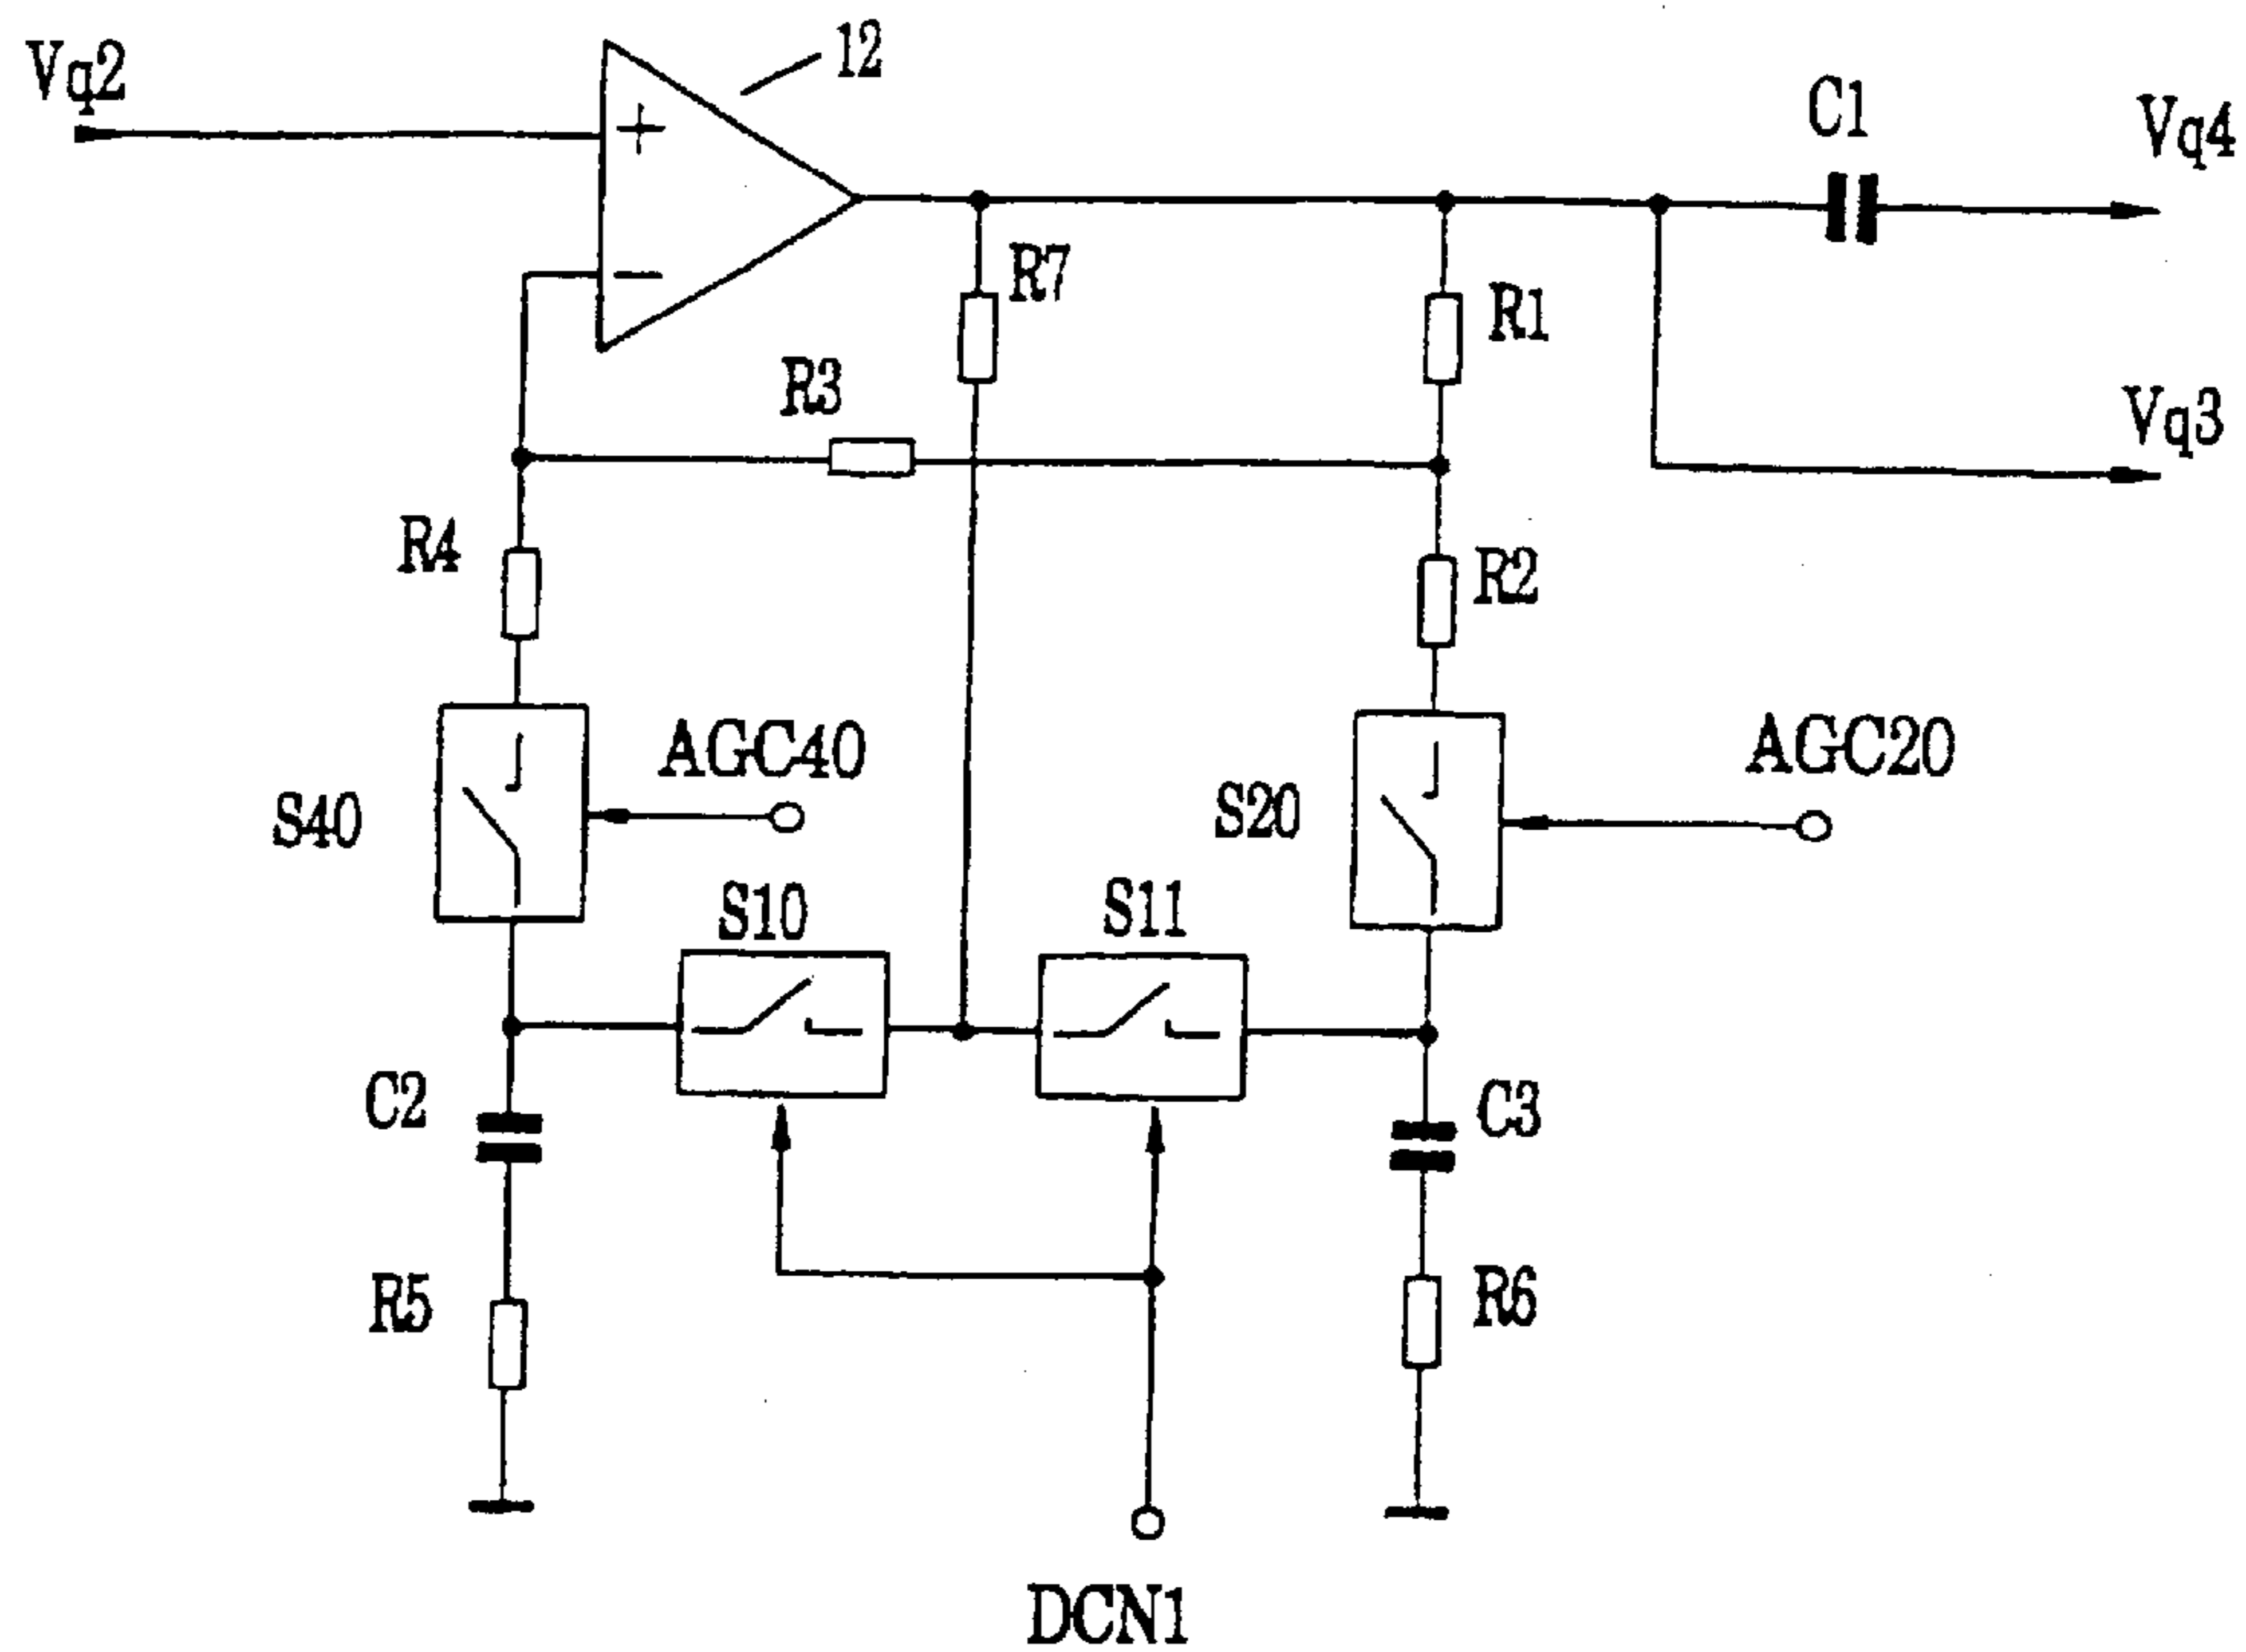 Vq2
12
C1
Vq4
R7
R1
R3
Vq3
R4
R2
AGC40
AGC20
S40
S20
S10
S11
C2
C3
R5
R6
DCN1